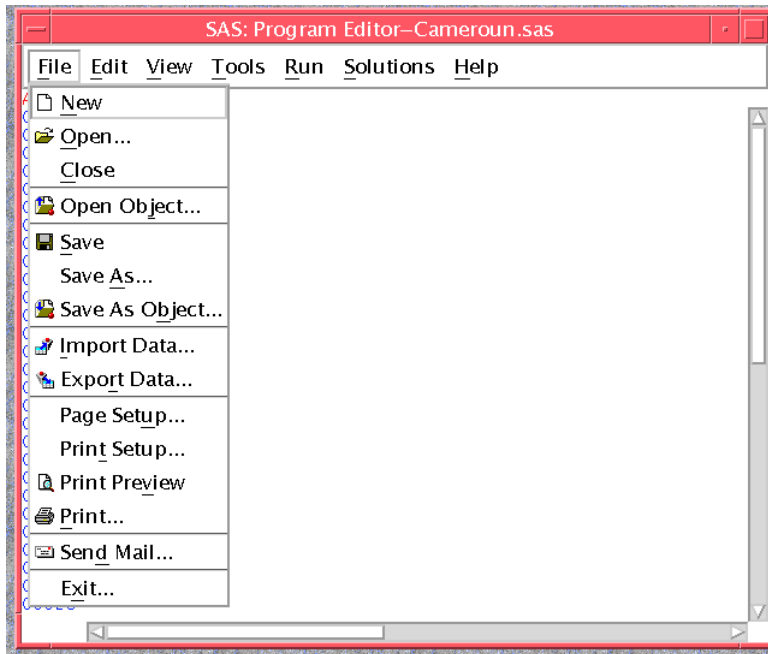 SAS: Program Editor–Cameroun.sas
File Edit View Tools Run Solutions Help
New
Open...
Close
Open Object...
Save
Save As...
Save As Object...
Import Data...
Export Data...
Page Setup...
Print Setup...
Print Preview
Print...
Send Mail...
Exit...